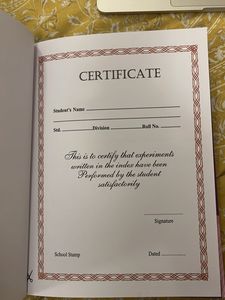 CERTIFICATE
Student's Name
Std. Division Roll No.
This is to certify that experiments
written in the index have been
Performed by the student
satisfactorily
Signature
School Stamp Dated